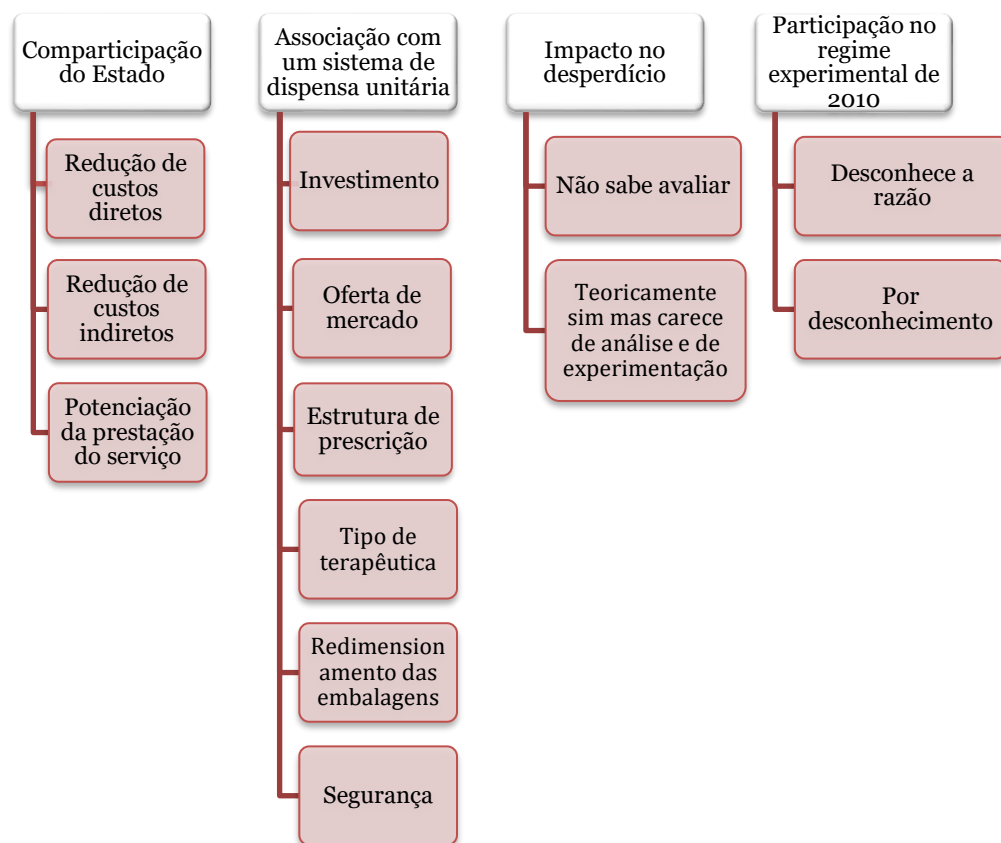 Comparticipação
do Estado
Redução de
custos
diretos
Redução de
custos
indiretos
Potenciação
da prestação
do serviço
Associação com
um sistema de
dispensa unitária
Investimento
Oferta de
mercado
Estrutura de
prescrição
Tipo de
terapêutica
Redimension
amento das
embalagens
Segurança
Impacto no
desperdício
Não sabe avaliar
Teoricamente
sim mas carece
de análise e de
experimentação
Participação no
regime
experimental de
2010
Desconhece a
razão
Por
desconhecimento